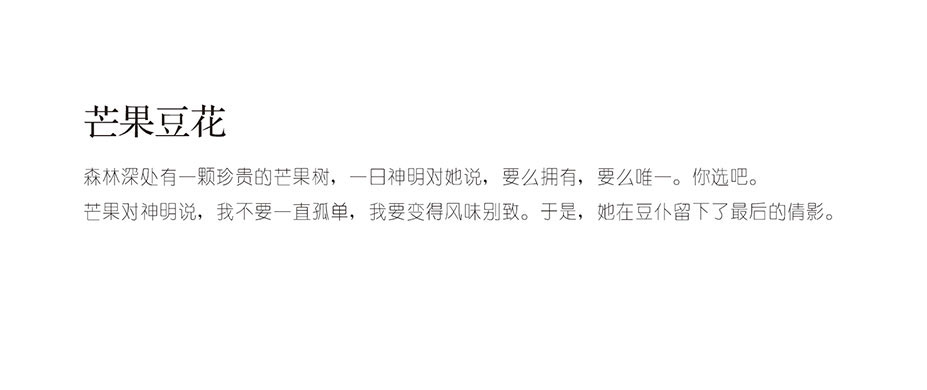 芒果豆花
森林深处有一颗珍贵的芒果树，一日神明对她说，要么拥有，要么唯一。你选吧。
芒果对神明说，我不要一直孤单，我要变得风味别致。于是，她在豆仆留下了最后的倩影。